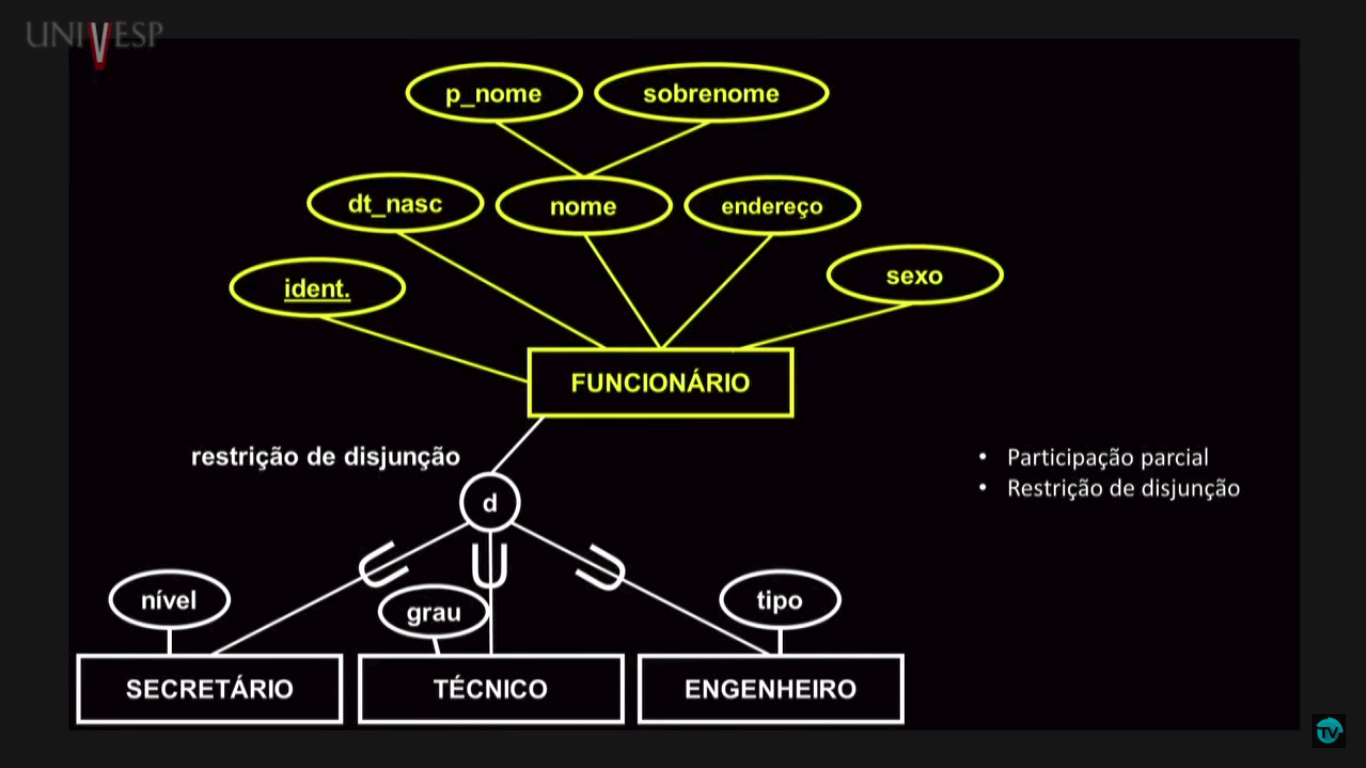 UNIVESP
p_nome
sobrenome
dt_nasc
nome
endereço
ident.
sexo
FUNCIONÁRIO
restrição de disjunção
• Participação parcial
• Restrição de disjunção
d
nível
grau
tipo
SECRETÁRIO
TÉCNICO
ENGENHEIRO
TV